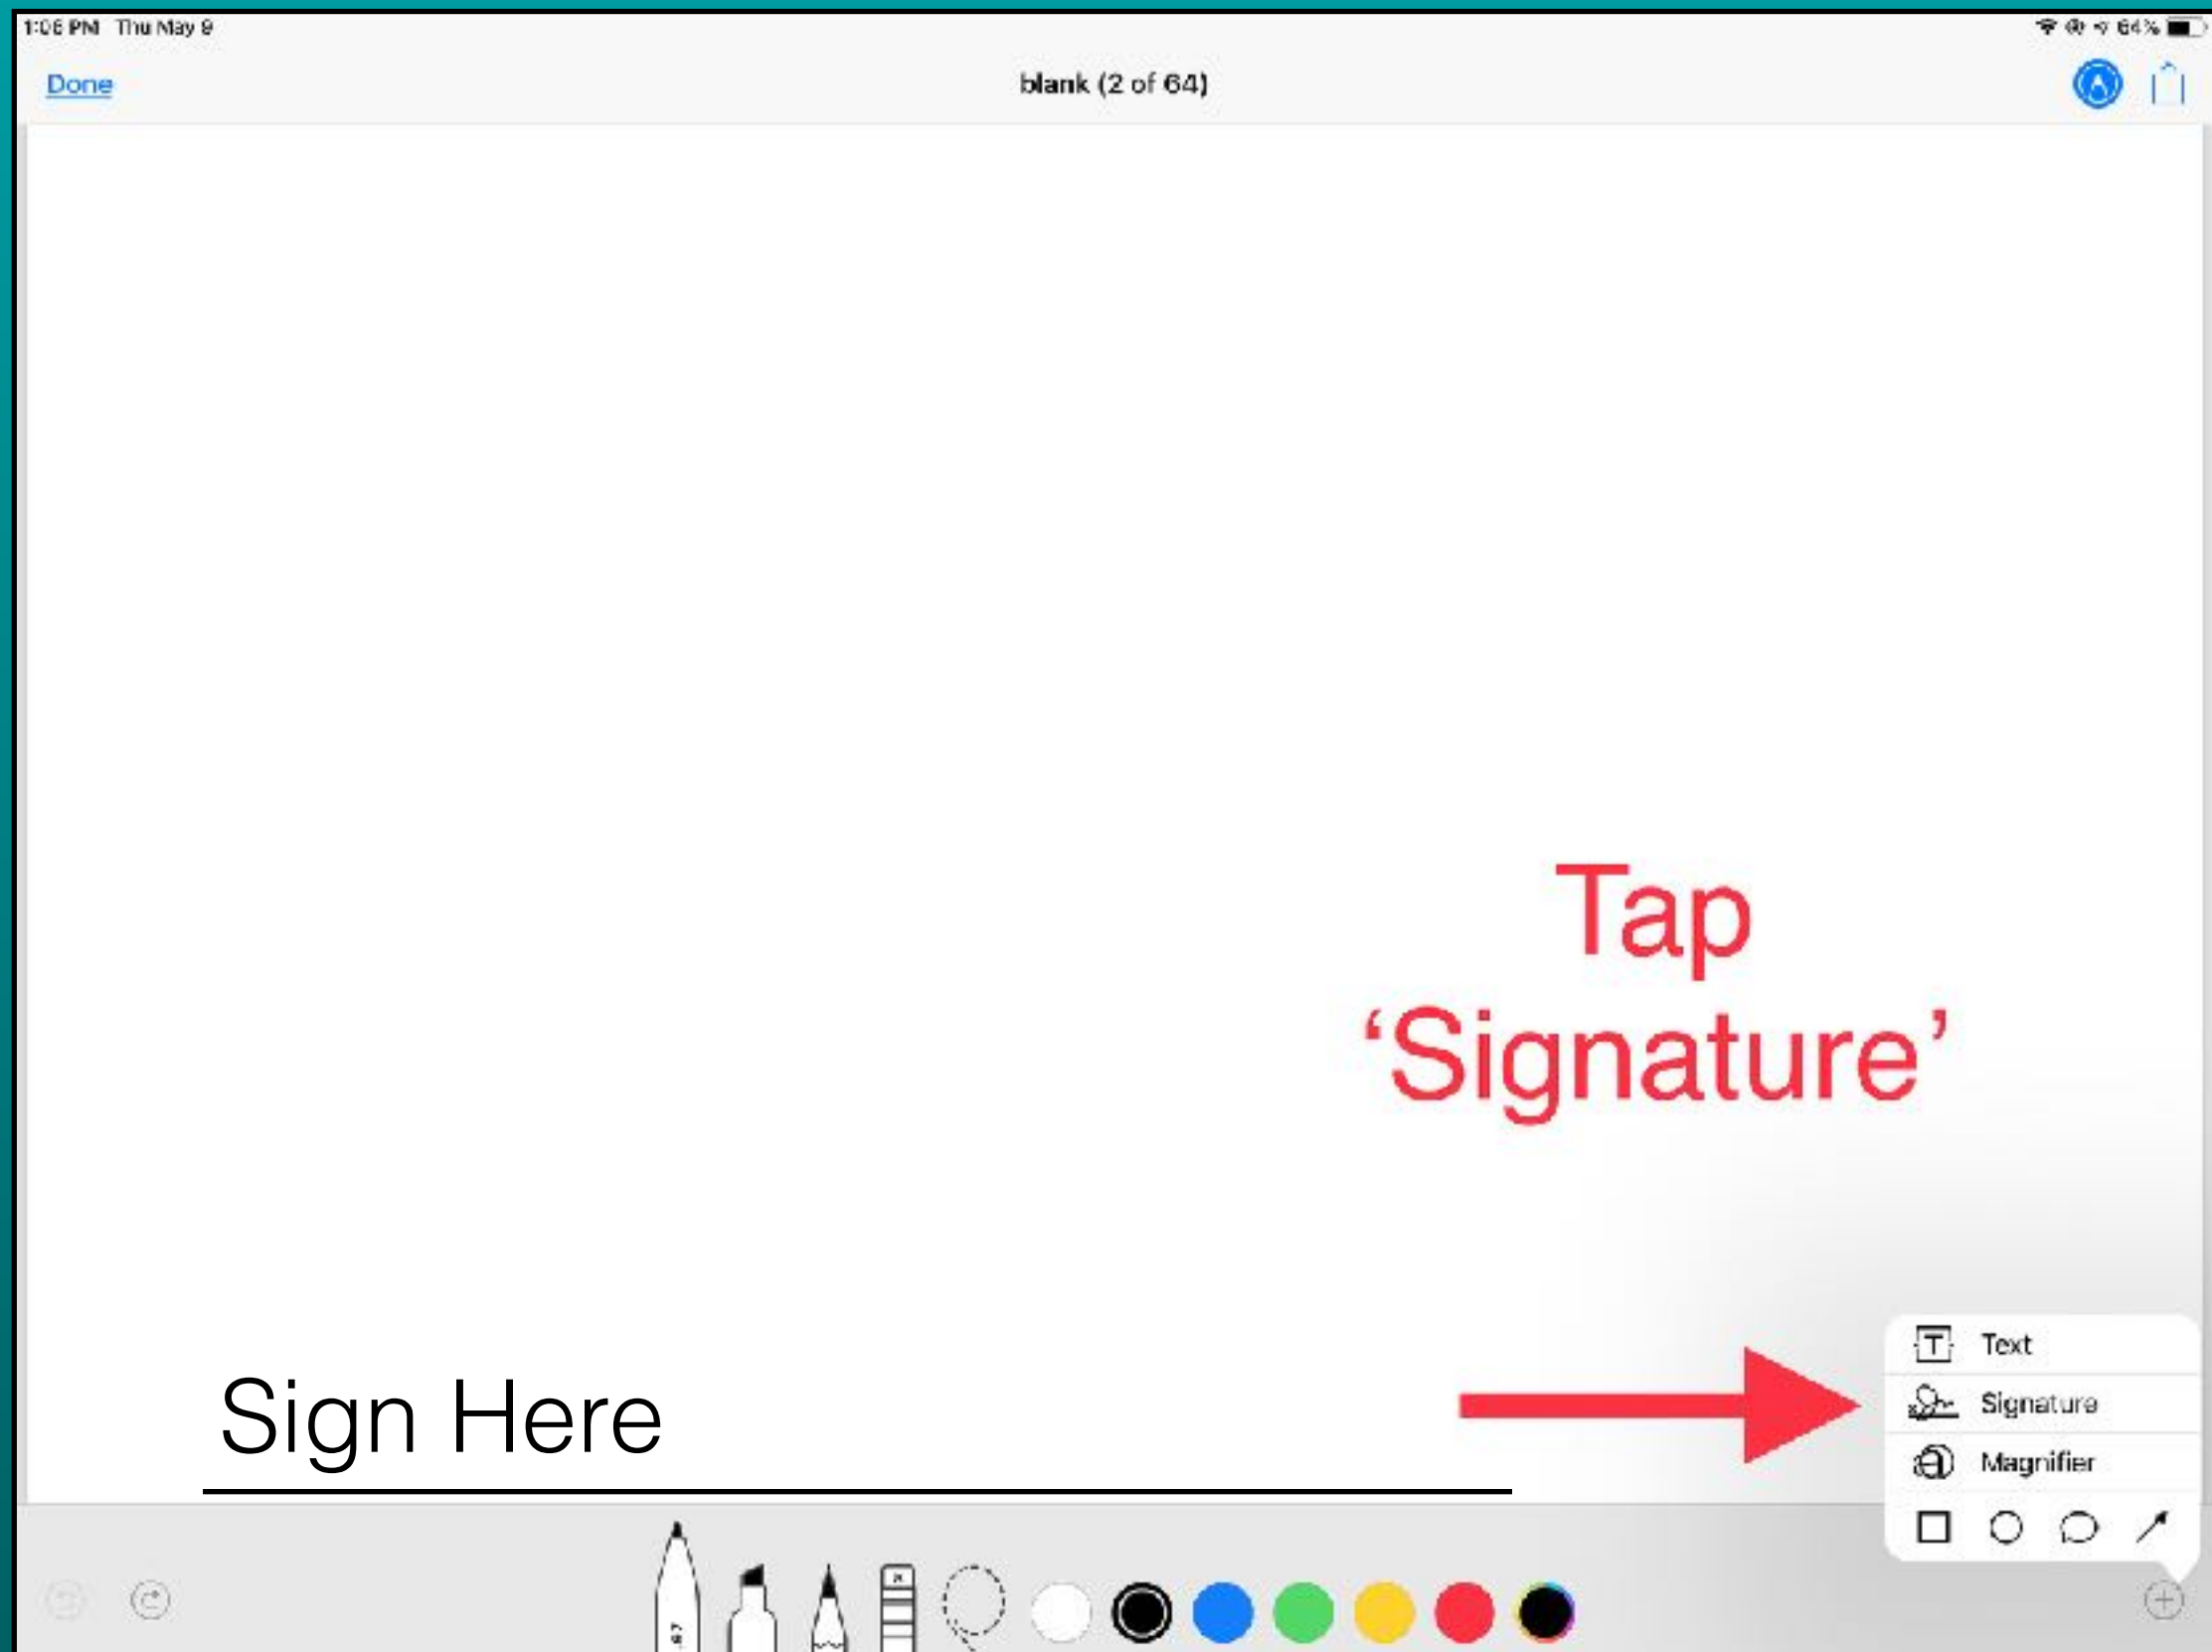 1:06 PM Thu May 9
64%
Done
blank (2 of 64)
Tap
‘Signature’
Text
Signature
Magnifier
Sign Here